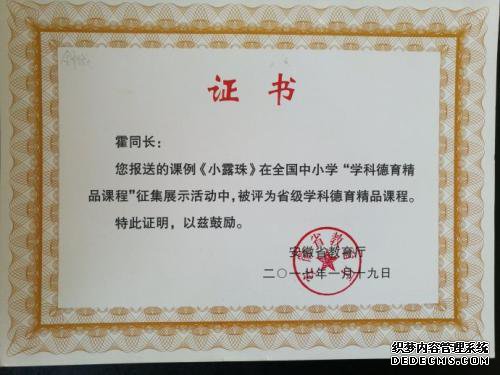 证书
霍同长：
您报送的课例《小露珠》在全国中小学“学科德育精
品课程”征集展示活动中，被评为省级学科德育精品课程。
特此证明，以兹鼓励。
安徽省教育厅
二〇一七年一月十九日
织梦内容管理系统
DEDECMS.COM